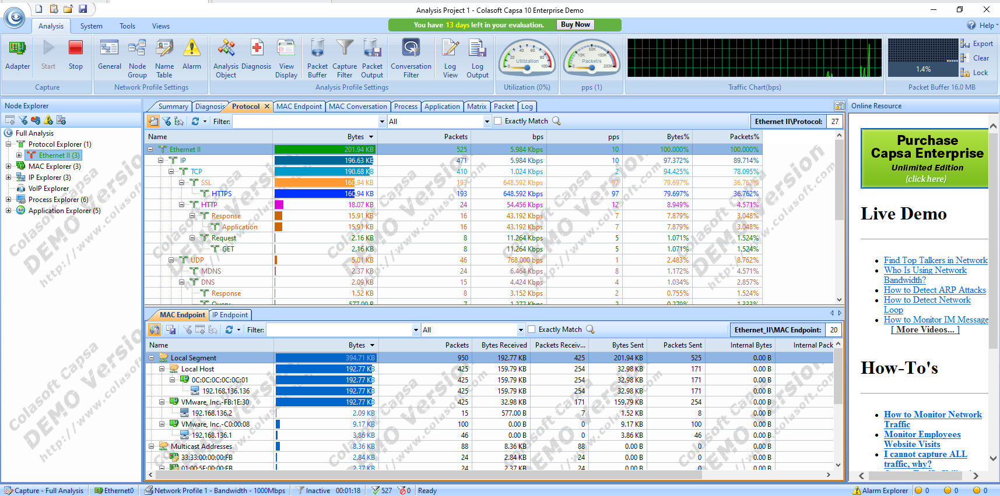 Analysis Project 1 - Colasoft Capsa 10 Enterprise Demo
Analysis System Tools Views
You have 13 days left in your evaluation. Buy Now
Help
Adapter Start Stop
General Node Group Name Table Alarm
Analysis Object Diagnosis View Display
Packet Buffer Capture Filter Packet Output Conversation Filter Log View Log Output
0 20 40 60 80 100 Utilization
0 10K 50K 90K 100K 200K Packet/s
1.4%
Export
Clear
Lock
Capture Network Profile Settings Analysis Profile Settings Utilization (0%) pps (1) Traffic Chart(bps) Packet Buffer 16.0 MB
Node Explorer
Full Analysis
Protocol Explorer (1)
Ethernet II (3)
MAC Explorer (3)
IP Explorer (3)
VoIP Explorer
Process Explorer (6)
Application Explorer (5)
Summary Diagnosis Protocol MAC Endpoint MAC Conversation Process Application Matrix Packet Log
Filter: All Exactly Match Ethernet II\Protocol: 27
Name Bytes Packets bps pps Bytes% Packets%
Ethernet II 201.94 KB 525 5.984 Kbps 10 100.000% 100.000%
IP 196.63 KB 471 5.984 Kbps 10 97.372% 89.714%
TCP 190.68 KB 410 1.024 Kbps 2 94.425% 78.095%
SSL 160.94 KB 193 648.592 Kbps 97 79.697% 36.762%
HTTPS 160.94 KB 193 648.592 Kbps 97 79.697% 36.762%
HTTP 18.07 KB 24 54.456 Kbps 12 8.949% 4.571%
Response 15.91 KB 16 43.192 Kbps 7 7.879% 3.048%
Application 15.91 KB 16 43.192 Kbps 7 7.879% 3.048%
Request 2.16 KB 8 11.264 Kbps 5 1.071% 1.524%
GET 2.16 KB 8 11.264 Kbps 5 1.071% 1.524%
UDP 5.01 KB 46 768.000 bps 1 2.483% 8.762%
MDNS 2.37 KB 24 6.464 Kbps 8 1.172% 4.571%
DNS 2.09 KB 15 4.424 Kbps 4 1.034% 2.857%
Response 1.52 KB 8 3.152 Kbps 2 0.755% 1.524%
Query 577.00 B 7 1.272 Kbps 2 0.279% 1.333%
MAC Endpoint IP Endpoint
Filter: All Exactly Match Ethernet_II\MAC Endpoint: 20
Name Bytes Packets Bytes Received Packets Receiv... Bytes Sent Packets Sent Internal Bytes Internal Pack
Local Segment 394.71 KB 950 192.77 KB 425 201.94 KB 525 0.00 B
Local Host 192.77 KB 425 159.79 KB 254 32.98 KB 171 0.00 B
0C:0C:0C:0C:0C:01 192.77 KB 425 159.79 KB 254 32.98 KB 171 0.00 B
192.168.136.136 192.77 KB 425 159.79 KB 254 32.98 KB 171 0.00 B
VMware, Inc.-FB:1E:30 192.77 KB 425 32.98 KB 171 159.79 KB 254 0.00 B
192.168.136.2 2.09 KB 15 577.00 B 7 1.52 KB 8 0.00 B
VMware, Inc.-C0:00:08 9.17 KB 100 0.00 B 0 9.17 KB 100 0.00 B
192.168.136.1 3.86 KB 46 0.00 B 0 3.86 KB 46 0.00 B
Multicast Addresses 8.36 KB 88 8.36 KB 88 0.00 B 0 0.00 B
33:33:00:00:00:FB 2.84 KB 24 2.84 KB 24 0.00 B 0 0.00 B
01:00:5E:00:00:FB 2.37 KB 24 2.37 KB 24 0.00 B 0 0.00 B
Online Resource
Purchase
Capsa Enterprise
Unlimited Edition
(click here)
Live Demo
Find Top Talkers in Network
Who Is Using Network
Bandwidth?
How to Detect ARP Attacks
How to Detect Network
Loop
How to Monitor IM Message
[ More Videos... ]
How-To's
How to Monitor Network
Traffic
Monitor Employees
Website Visits
I cannot capture ALL
traffic, why?
Colasoft Capsa
DEMO Version
http://www.colasoft.com
Capture - Full Analysis Ethernet0 Network Profile 1 - Bandwidth - 1000Mbps Inactive 00:01:18 527 0 Ready Alarm Explorer 0 0 0